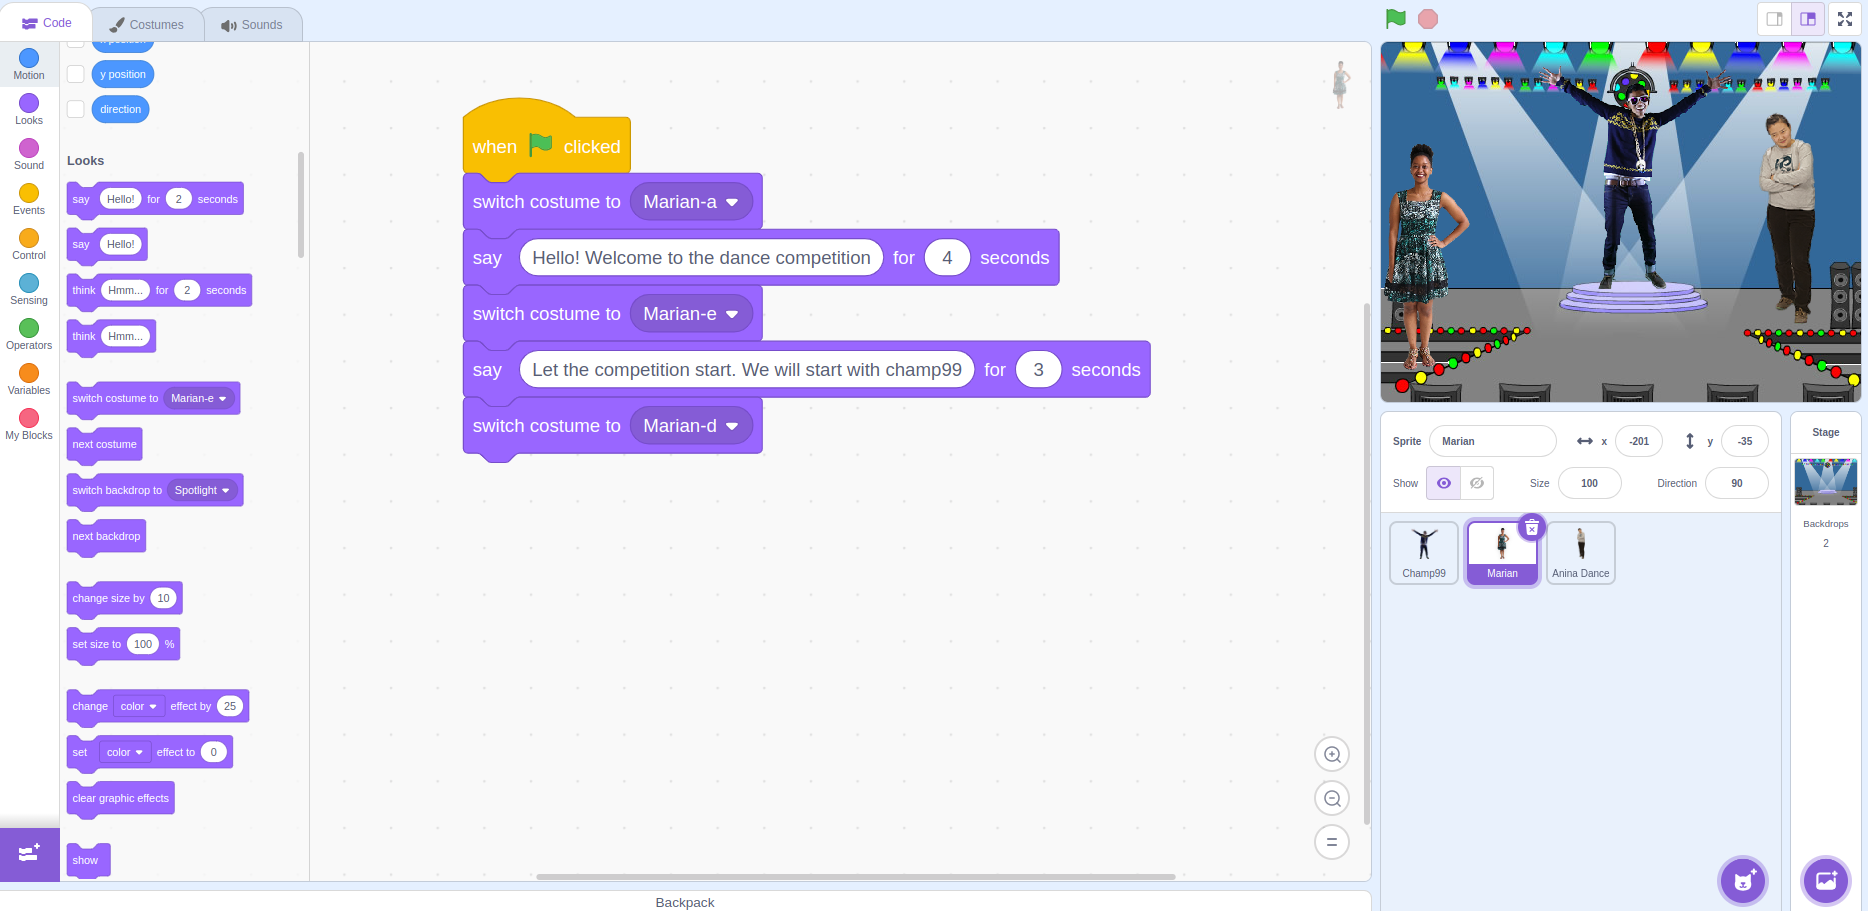 Code
Costumes
Sounds
Motion
Looks
Sound
Events
Control
Sensing
Operators
Variables
My Blocks
y position
direction
Looks
say Hello! for 2 seconds
say Hello!
think Hmm... for 2 seconds
think Hmm...
switch costume to Marian-e
next costume
switch backdrop to Spotlight
next backdrop
change size by 10
set size to 100 %
change color effect by 25
set color effect to 0
clear graphic effects
show
when clicked
switch costume to Marian-a
say Hello! Welcome to the dance competition for 4 seconds
switch costume to Marian-e
say Let the competition start. We will start with champ99 for 3 seconds
switch costume to Marian-d
Backpack
Sprite Marian x -201 y -35
Show Size 100 Direction 90
Champ99
Marian
Anina Dance
Stage
Backdrops
2